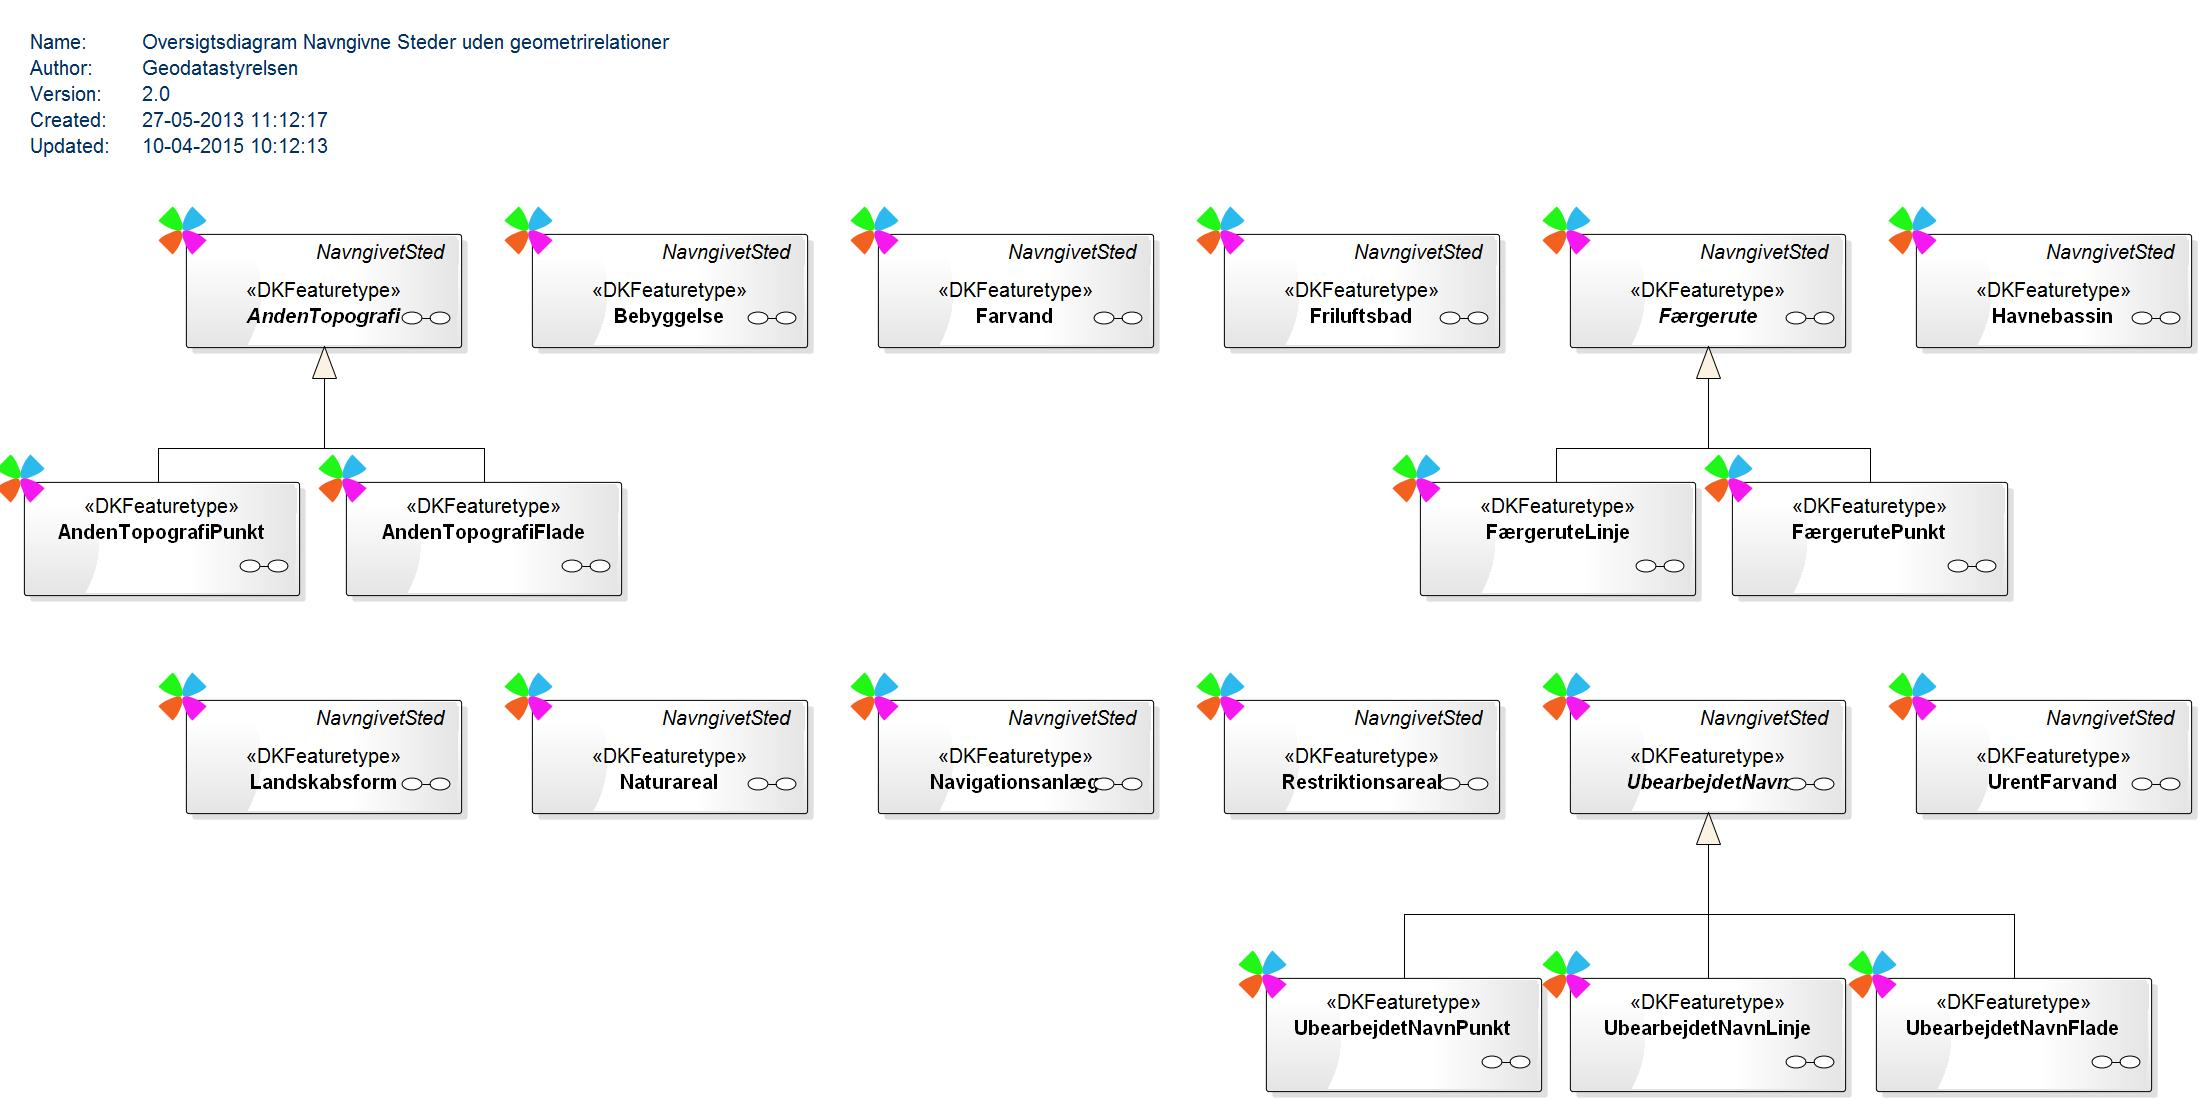 Name: Oversigtsdiagram Navngivne Steder uden geometrirelationer
Author: Geodatastyrelsen
Version: 2.0
Created: 27-05-2013 11:12:17
Updated: 10-04-2015 10:12:13
NavngivetSted
«DKFeaturetype»
AndenTopografi
NavngivetSted
«DKFeaturetype»
Bebyggelse
NavngivetSted
«DKFeaturetype»
Farvand
NavngivetSted
«DKFeaturetype»
Friluftsbad
NavngivetSted
«DKFeaturetype»
Færgerute
NavngivetSted
«DKFeaturetype»
Havnebassin
«DKFeaturetype»
AndenTopografiPunkt
«DKFeaturetype»
AndenTopografiFlade
«DKFeaturetype»
FærgeruteLinje
«DKFeaturetype»
FærgerutePunkt
NavngivetSted
«DKFeaturetype»
Landskabsform
NavngivetSted
«DKFeaturetype»
Naturareal
NavngivetSted
«DKFeaturetype»
Navigationsanlæg
NavngivetSted
«DKFeaturetype»
Restriktionsareal
NavngivetSted
«DKFeaturetype»
UbearbejdetNavn
NavngivetSted
«DKFeaturetype»
UrentFarvand
«DKFeaturetype»
UbearbejdetNavnPunkt
«DKFeaturetype»
UbearbejdetNavnLinje
«DKFeaturetype»
UbearbejdetNavnFlade